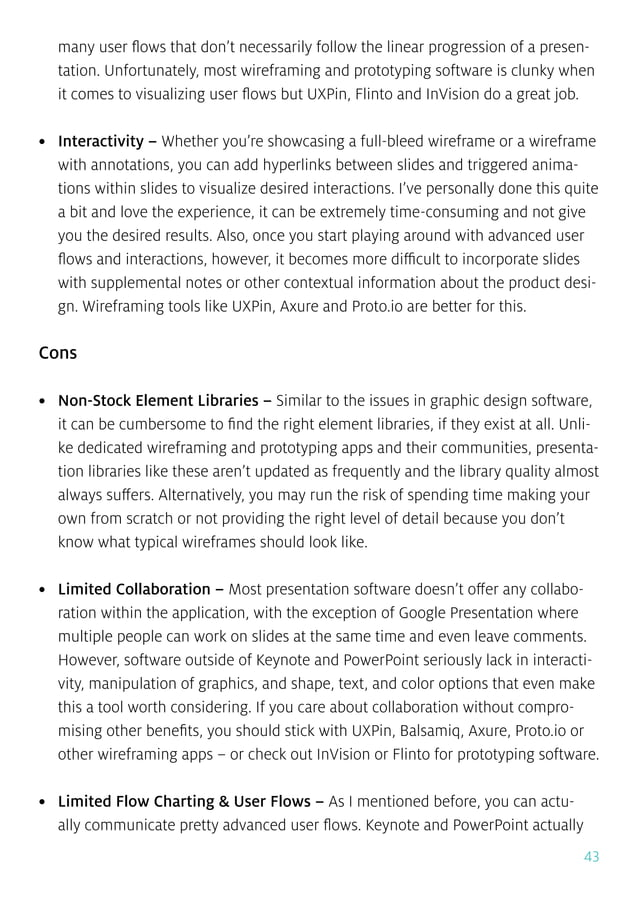 many user flows that don’t necessarily follow the linear progression of a presen-
tation. Unfortunately, most wireframing and prototyping software is clunky when
it comes to visualizing user flows but UXPin, Flinto and InVision do a great job.
• Interactivity – Whether you’re showcasing a full-bleed wireframe or a wireframe
with annotations, you can add hyperlinks between slides and triggered anima-
tions within slides to visualize desired interactions. I’ve personally done this quite
a bit and love the experience, it can be extremely time-consuming and not give
you the desired results. Also, once you start playing around with advanced user
flows and interactions, however, it becomes more difficult to incorporate slides
with supplemental notes or other contextual information about the product desi-
gn. Wireframing tools like UXPin, Axure and Proto.io are better for this.
Cons
• Non-Stock Element Libraries – Similar to the issues in graphic design software,
it can be cumbersome to find the right element libraries, if they exist at all. Unli-
ke dedicated wireframing and prototyping apps and their communities, presenta-
tion libraries like these aren’t updated as frequently and the library quality almost
always suffers. Alternatively, you may run the risk of spending time making your
own from scratch or not providing the right level of detail because you don’t
know what typical wireframes should look like.
• Limited Collaboration – Most presentation software doesn’t offer any collabo-
ration within the application, with the exception of Google Presentation where
multiple people can work on slides at the same time and even leave comments.
However, software outside of Keynote and PowerPoint seriously lack in interacti-
vity, manipulation of graphics, and shape, text, and color options that even make
this a tool worth considering. If you care about collaboration without compro-
mising other benefits, you should stick with UXPin, Balsamiq, Axure, Proto.io or
other wireframing apps – or check out InVision or Flinto for prototyping software.
• Limited Flow Charting & User Flows – As I mentioned before, you can actu-
ally communicate pretty advanced user flows. Keynote and PowerPoint actually
43